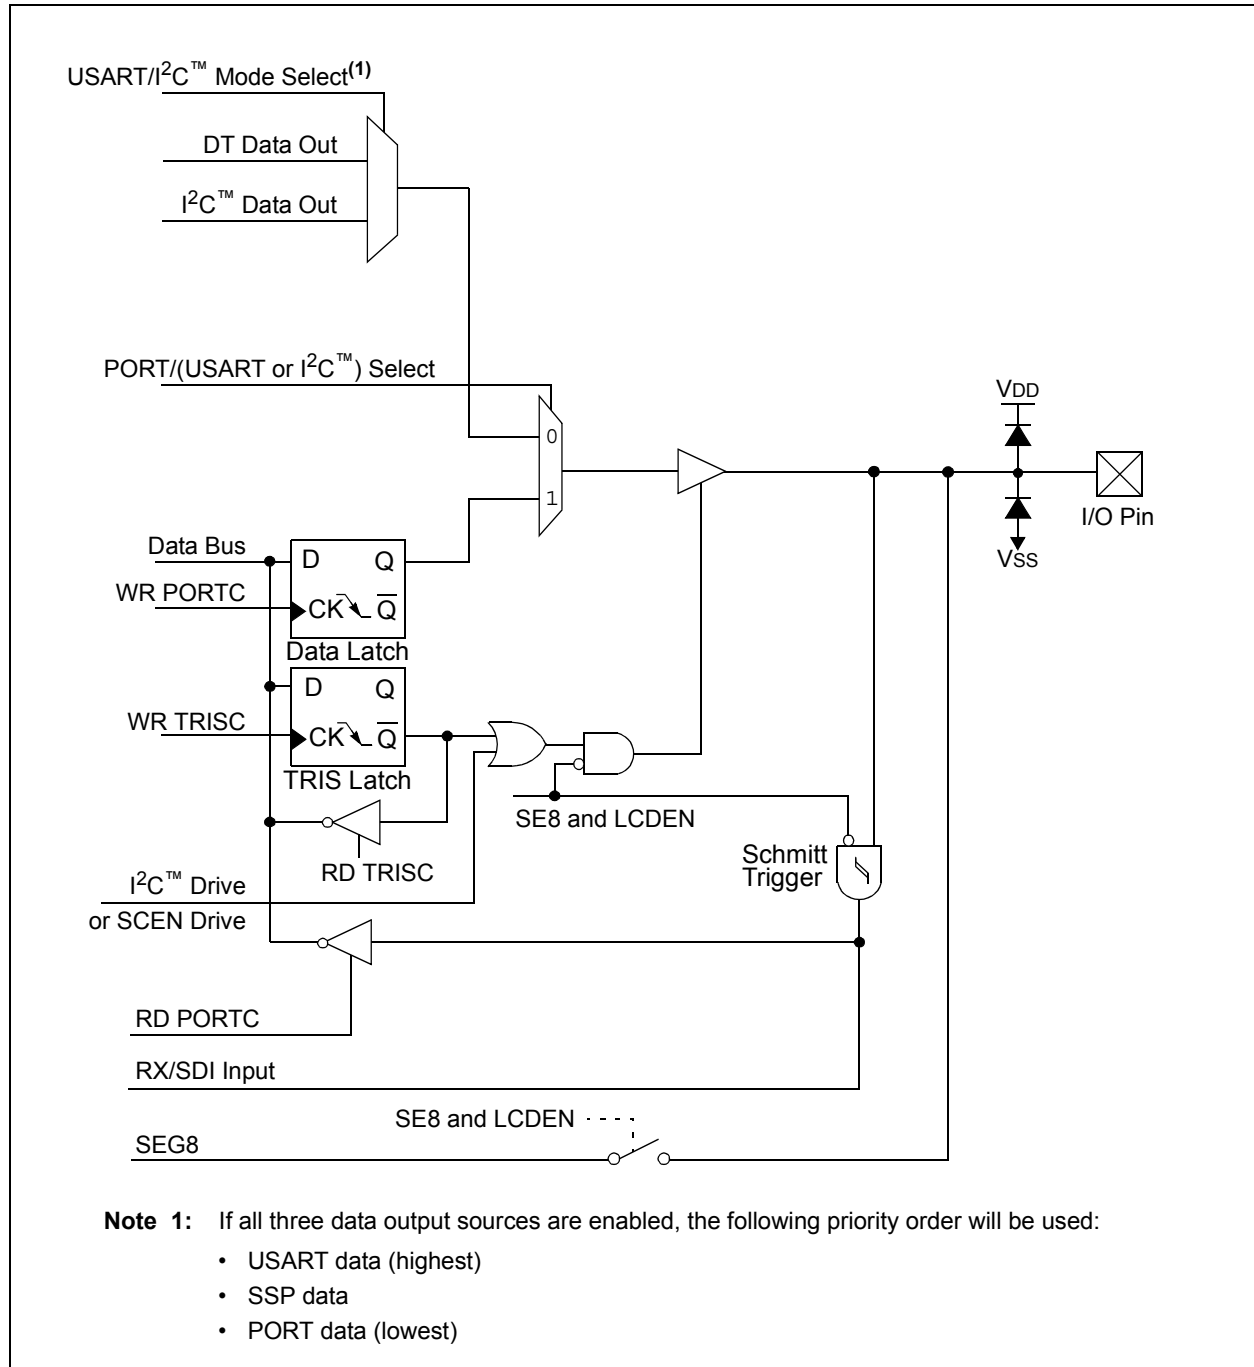 USART/I²C™ Mode Select(1)
DT Data Out
I²C™ Data Out
PORT/(USART or I²C™) Select
0
1
VDD
I/O Pin
VSS
Data Bus
D Q
WR PORTC
CK Q̅
Data Latch
D Q
WR TRISC
CK Q̅
TRIS Latch
SE8 and LCDEN
RD TRISC
Schmitt
Trigger
I²C™ Drive
or SCEN Drive
RD PORTC
RX/SDI Input
SE8 and LCDEN
SEG8
Note 1: If all three data output sources are enabled, the following priority order will be used:
• USART data (highest)
• SSP data
• PORT data (lowest)